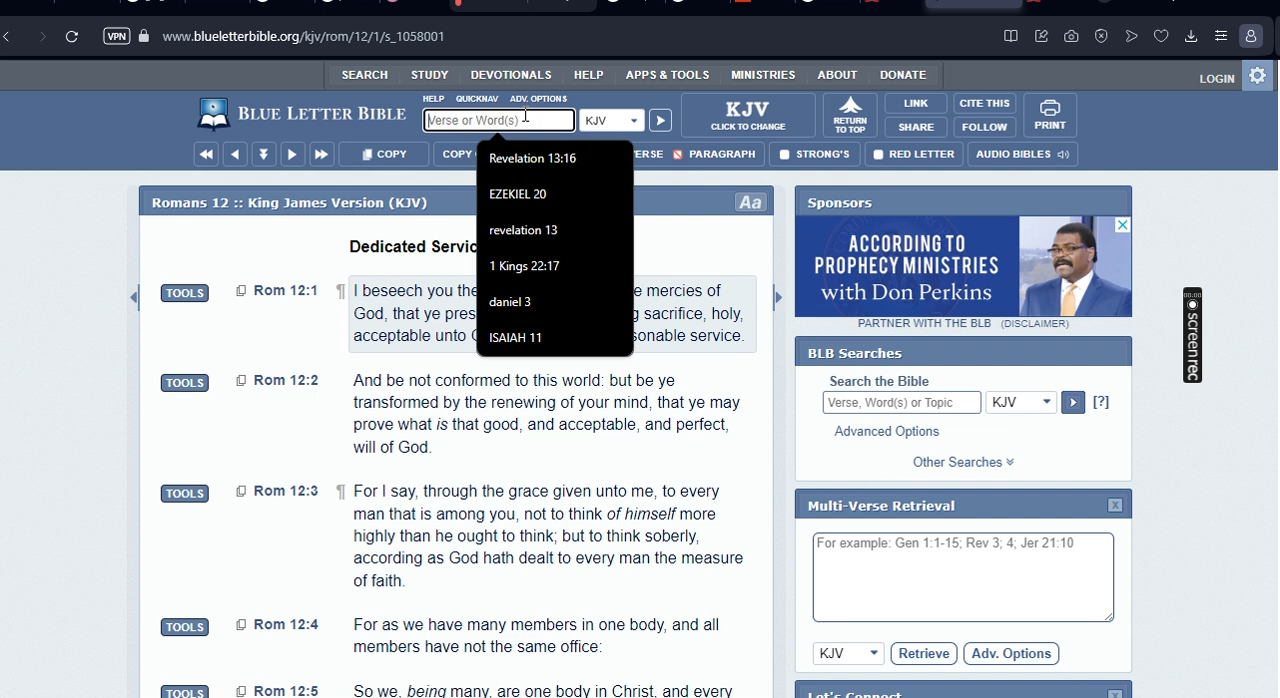 VPN
www.blueletterbible.org/kjv/rom/12/1/s_1058001
SEARCH STUDY DEVOTIONALS HELP APPS & TOOLS MINISTRIES ABOUT DONATE
LOGIN
BLUE LETTER BIBLE
HELP QUICKNAV ADV. OPTIONS
Verse or Word(s)
KJV
KJV
CLICK TO CHANGE
RETURN TO TOP
LINK
CITE THIS
SHARE
FOLLOW
PRINT
COPY
COPY
ERSE
PARAGRAPH
STRONG'S
RED LETTER
AUDIO BIBLES
Revelation 13:16
EZEKIEL 20
revelation 13
1 Kings 22:17
daniel 3
ISAIAH 11
Romans 12 :: King James Version (KJV)
Aa
Dedicated Servic
TOOLS
Rom 12:1
¶ I beseech you the e mercies of
God, that ye pres g sacrifice, holy,
acceptable unto sonable service.
TOOLS
Rom 12:2
And be not conformed to this world: but be ye
transformed by the renewing of your mind, that ye may
prove what is that good, and acceptable, and perfect,
will of God.
TOOLS
Rom 12:3
¶ For I say, through the grace given unto me, to every
man that is among you, not to think of himself more
highly than he ought to think; but to think soberly,
according as God hath dealt to every man the measure
of faith.
TOOLS
Rom 12:4
For as we have many members in one body, and all
members have not the same office:
TOOLS
Rom 12:5
So we, being many, are one body in Christ, and every
Sponsors
ACCORDING TO
PROPHECY MINISTRIES
with Don Perkins
PARTNER WITH THE BLB (DISCLAIMER)
BLB Searches
Search the Bible
Verse, Word(s) or Topic
KJV
[?]
Advanced Options
Other Searches
Multi-Verse Retrieval
For example: Gen 1:1-15; Rev 3; 4; Jer 21:10
KJV
Retrieve
Adv. Options
Let's Connect
00:00
screenrec